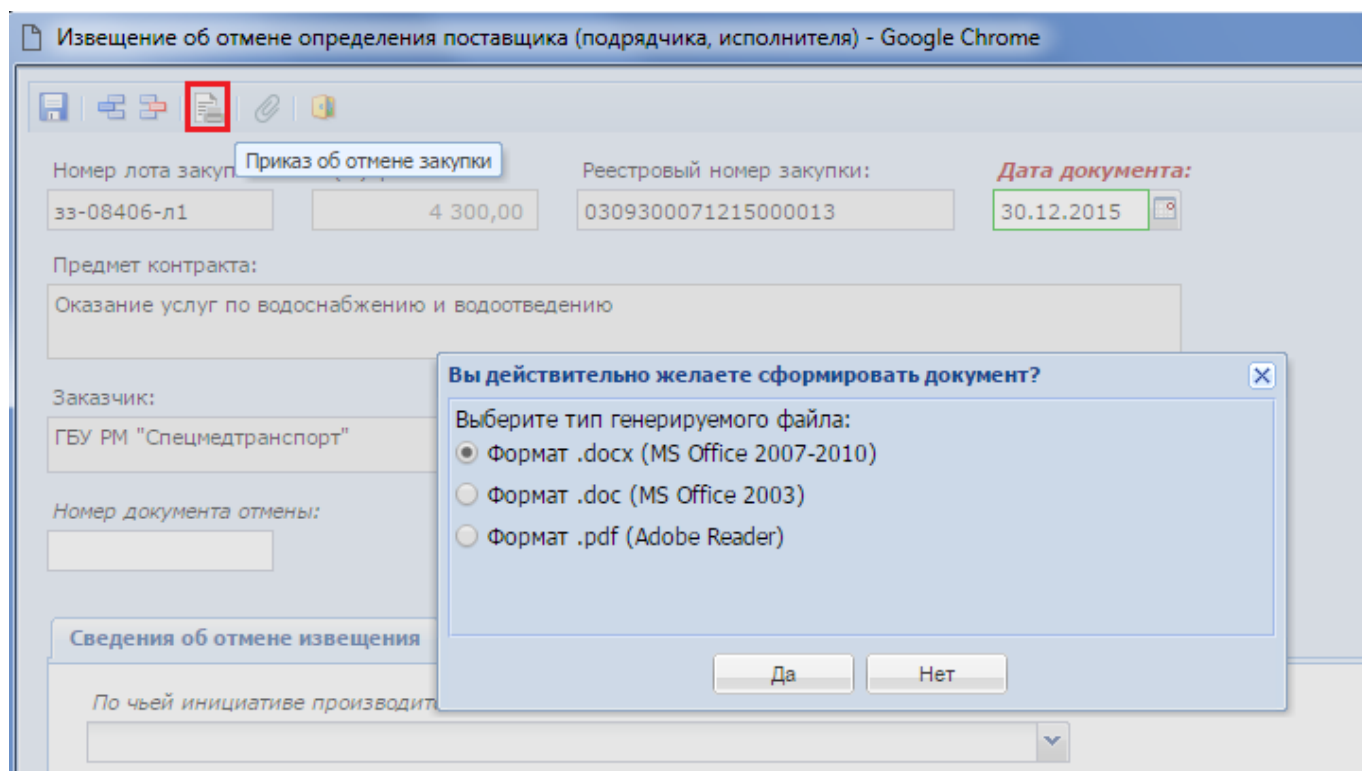 Извещение об отмене определения поставщика (подрядчика, исполнителя) - Google Chrome
Приказ об отмене закупки
Номер лота закуп
Реестровый номер закупки:
Дата документа:
зз-08406-л1
4 300,00
0309300071215000013
30.12.2015
Предмет контракта:
Оказание услуг по водоснабжению и водоотведению
Вы действительно желаете сформировать документ?
Заказчик:
Выберите тип генерируемого файла:
ГБУ РМ "Спецмедтранспорт"
Формат .docx (MS Office 2007-2010)
Формат .doc (MS Office 2003)
Номер документа отмены:
Формат .pdf (Adobe Reader)
Сведения об отмене извещения
Да
Нет
По чьей инициативе производит